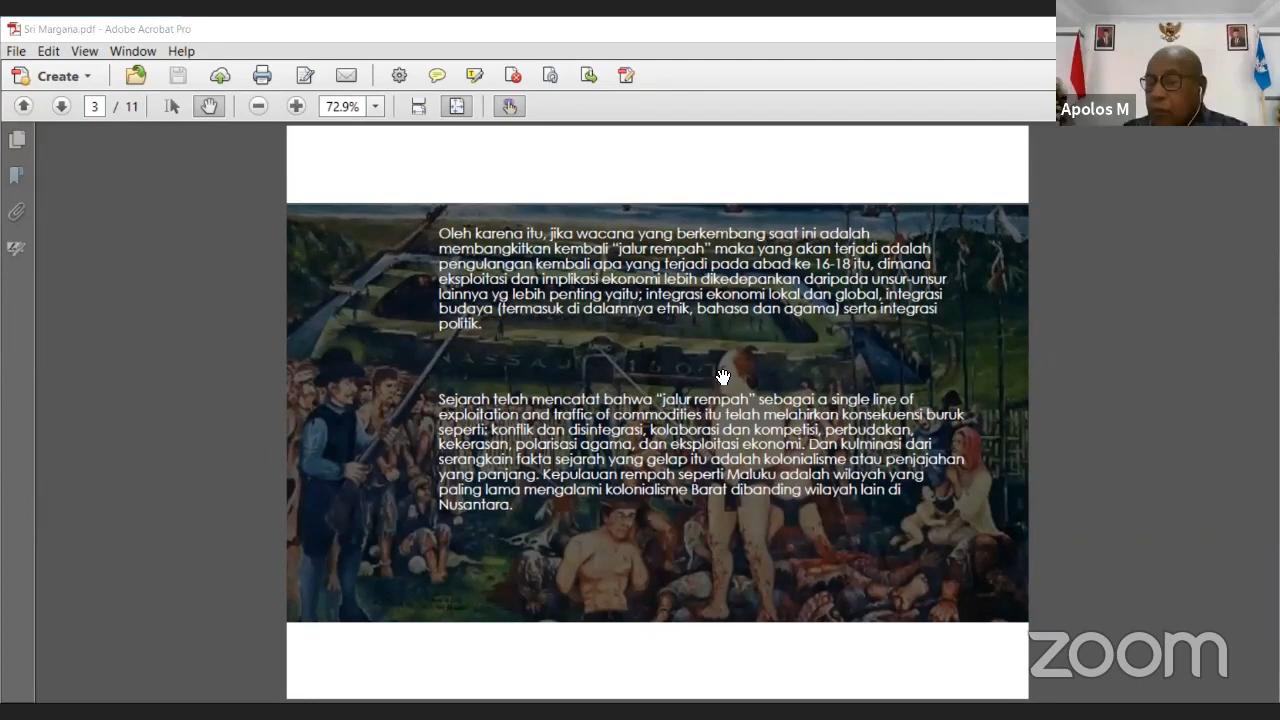 Sri Margana.pdf - Adobe Acrobat Pro
File Edit View Window Help
Create
3 / 11 72.9%
Apolos M
Oleh karena itu, jika wacana yang berkembang saat ini adalah
membangkitkan kembali “jalur rempah” maka yang akan terjadi adalah
pengulangan kembali apa yang terjadi pada abad ke 16-18 itu, dimana
eksploitasi dan implikasi ekonomi lebih dikedepankan daripada unsur-unsur
lainnya yg lebih penting yaitu; integrasi ekonomi lokal dan global, integrasi
budaya (termasuk di dalamnya etnik, bahasa dan agama) serta integrasi
politik.
Sejarah telah mencatat bahwa “jalur rempah” sebagai a single line of
exploitation and traffic of commodities itu telah melahirkan konsekuensi buruk
seperti: konflik dan disintegrasi, kolaborasi dan kompetisi, perbudakan,
kekerasan, polarisasi agama, dan eksploitasi ekonomi. Dan kulminasi dari
serangkain fakta sejarah yang gelap itu adalah kolonialisme atau penjajahan
yang panjang. Kepulauan rempah seperti Maluku adalah wilayah yang
paling lama mengalami kolonialisme Barat dibanding wilayah lain di
Nusantara.
zoom